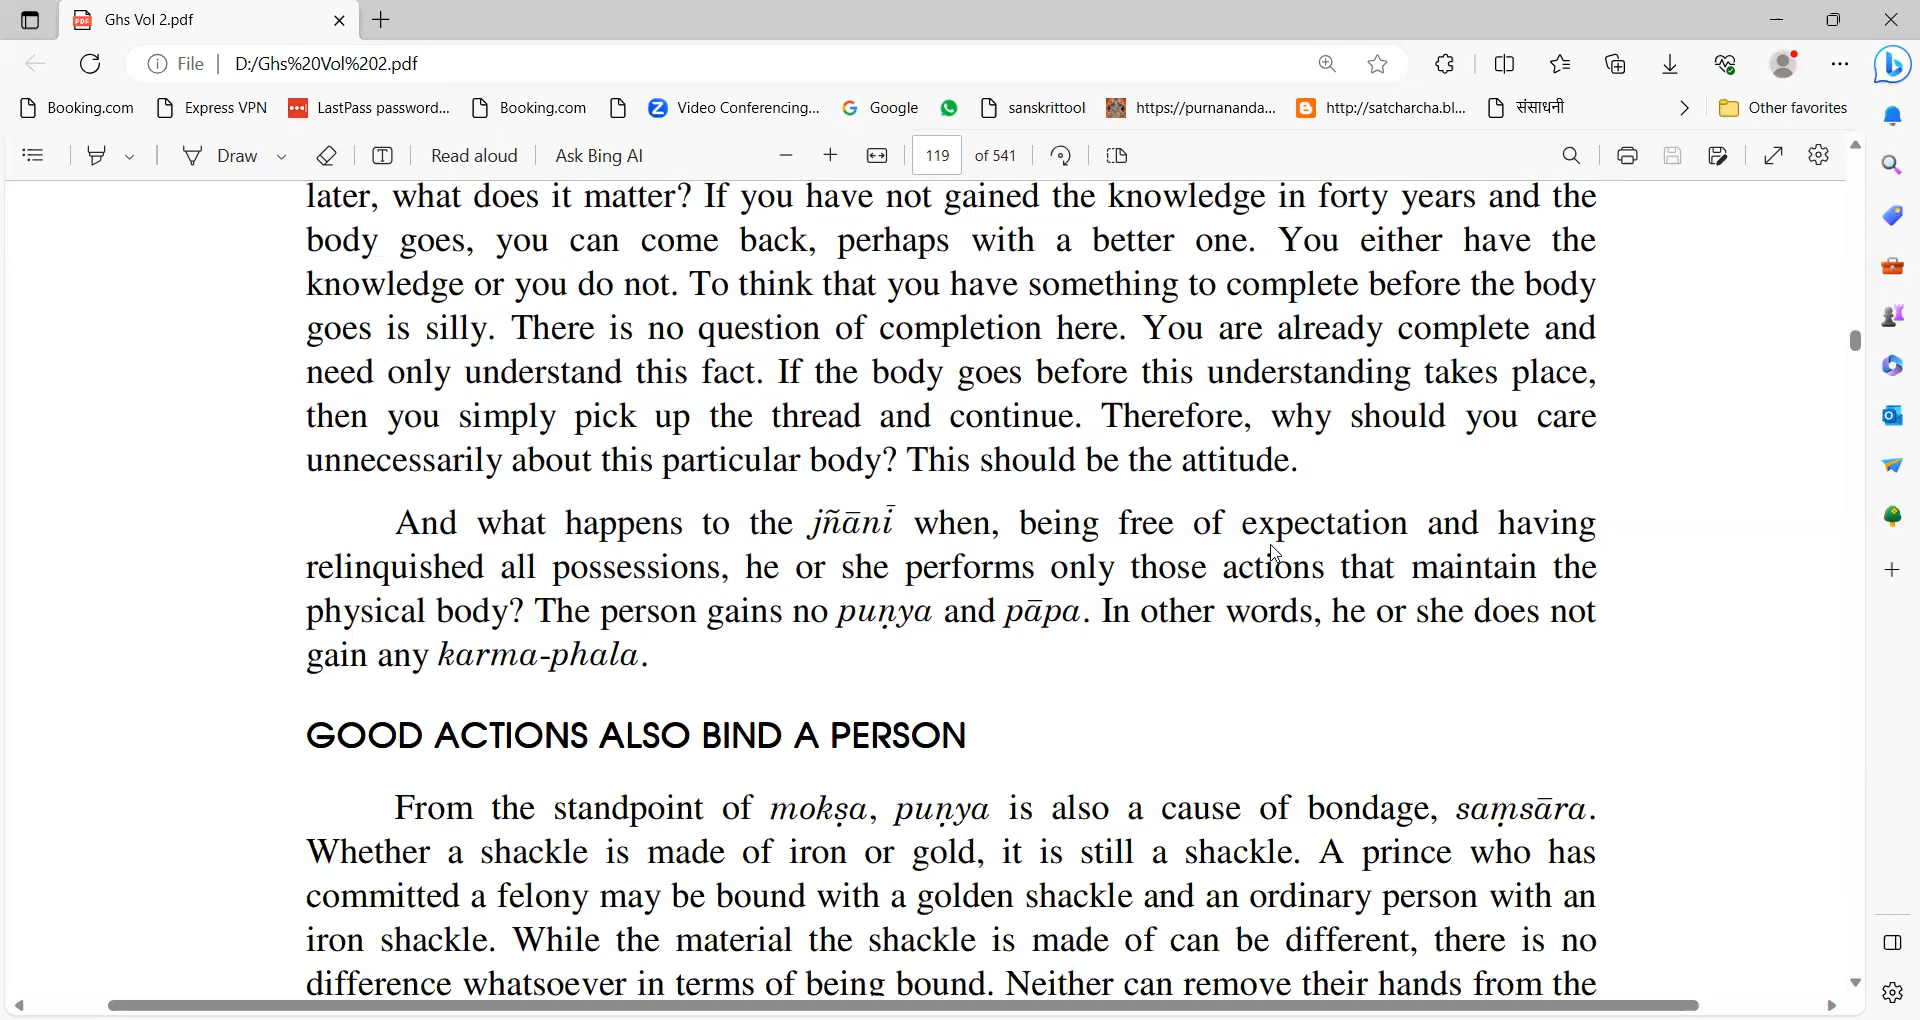 Ghs Vol 2.pdf
File
D:/Ghs%20Vol%202.pdf
Booking.com
Express VPN
LastPass password...
Booking.com
Video Conferencing...
Google
sanskrittool
https://purnananda...
http://satcharcha.bl...
संसाधनी
Other favorites
Draw
Read aloud
Ask Bing AI
119
of 541
later, what does it matter? If you have not gained the knowledge in forty years and the
body goes, you can come back, perhaps with a better one. You either have the
knowledge or you do not. To think that you have something to complete before the body
goes is silly. There is no question of completion here. You are already complete and
need only understand this fact. If the body goes before this understanding takes place,
then you simply pick up the thread and continue. Therefore, why should you care
unnecessarily about this particular body? This should be the attitude.
And what happens to the jñānī when, being free of expectation and having
relinquished all possessions, he or she performs only those actions that maintain the
physical body? The person gains no puṇya and pāpa. In other words, he or she does not
gain any karma-phala.
GOOD ACTIONS ALSO BIND A PERSON
From the standpoint of mokṣa, puṇya is also a cause of bondage, saṃsāra.
Whether a shackle is made of iron or gold, it is still a shackle. A prince who has
committed a felony may be bound with a golden shackle and an ordinary person with an
iron shackle. While the material the shackle is made of can be different, there is no
difference whatsoever in terms of being bound. Neither can remove their hands from the